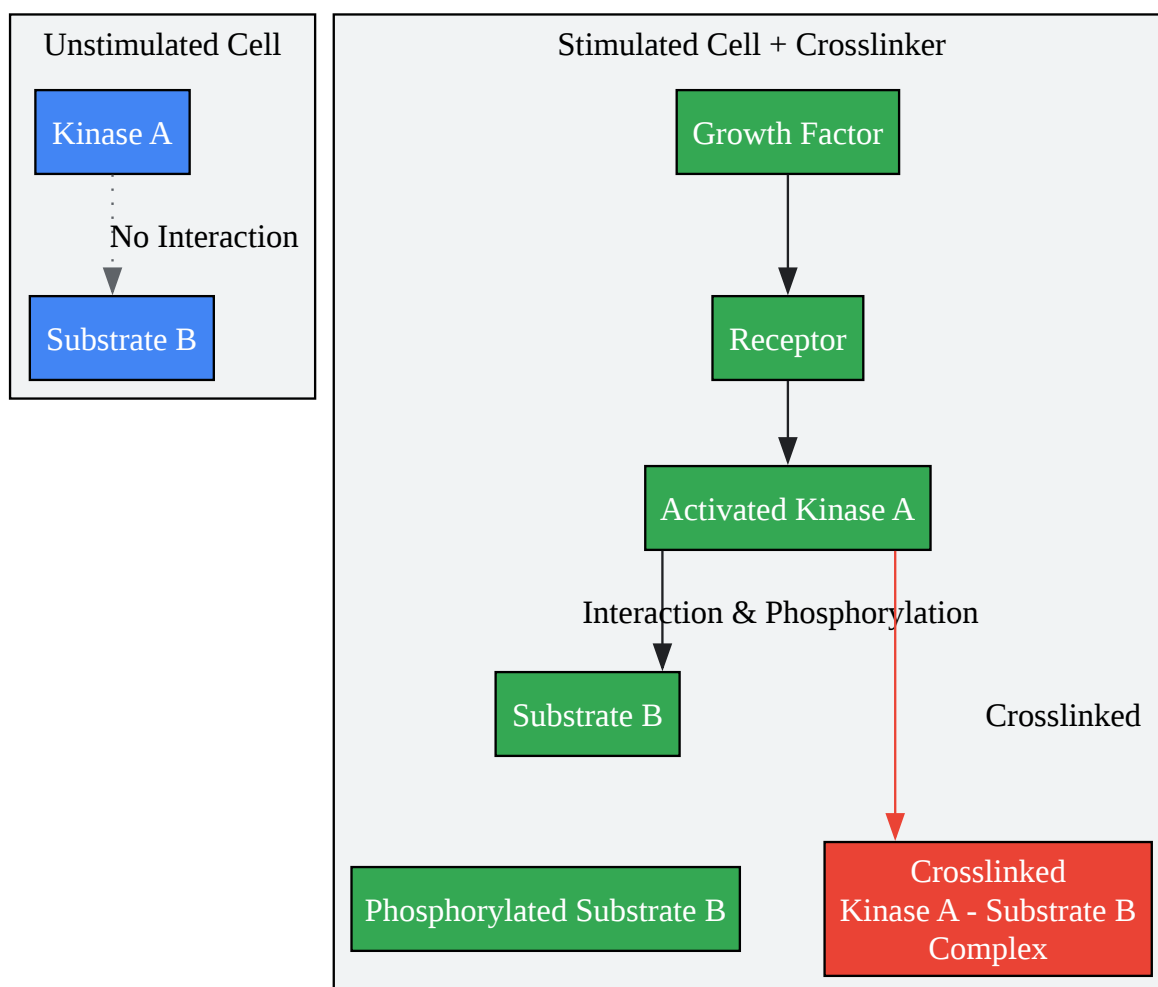 Unstimulated Cell
Kinase A
No Interaction
Substrate B
Stimulated Cell + Crosslinker
Growth Factor
Receptor
Activated Kinase A
Interaction & Phosphorylation
Substrate B
Crosslinked
Phosphorylated Substrate B
Crosslinked
Kinase A - Substrate B
Complex